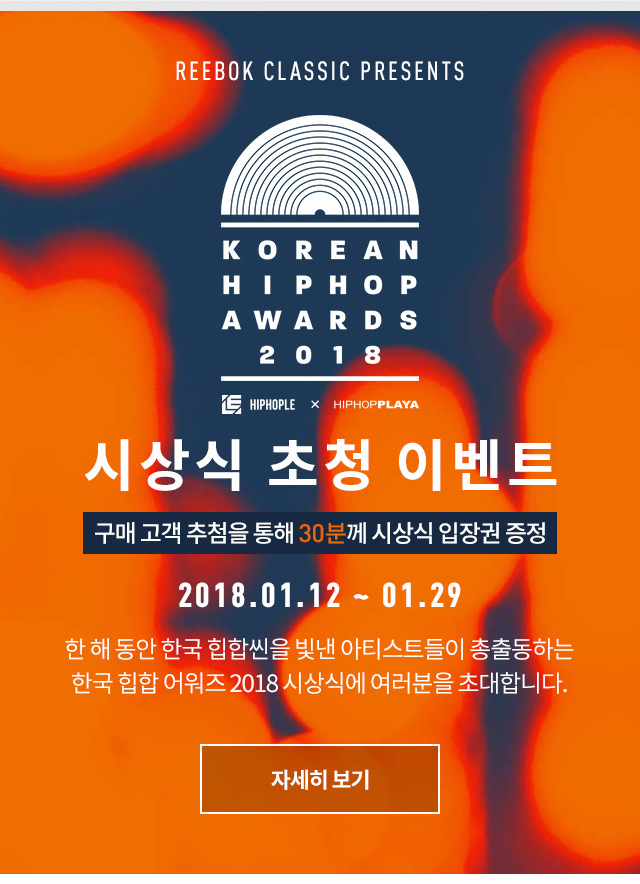 REEBOK CLASSIC PRESENTS
KOREAN
HIPHOP
AWARDS
2018
HIPHOPLE × HIPHOPPLAYA
시상식 초청 이벤트
구매 고객 추첨을 통해 30분께 시상식 입장권 증정
2018.01.12 ~ 01.29
한 해 동안 한국 힙합씬을 빛낸 아티스트들이 총출동하는
한국 힙합 어워즈 2018 시상식에 여러분을 초대합니다.
자세히 보기